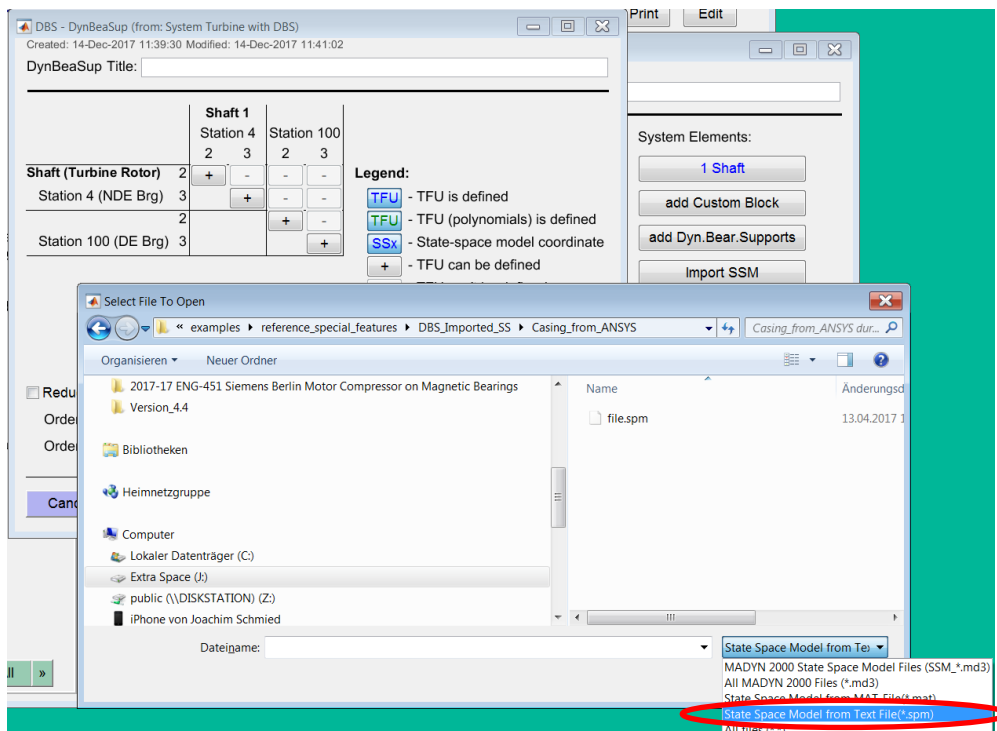 Print Edit
DBS - DynBeaSup (from: System Turbine with DBS)
Created: 14-Dec-2017 11:39:30 Modified: 14-Dec-2017 11:41:02
DynBeaSup Title:
Shaft 1
Station 4 Station 100
2 3 2 3
Shaft (Turbine Rotor) 2 + - - -
Station 4 (NDE Brg) 3 + - -
2 + -
Station 100 (DE Brg) 3 +
Legend:
TFU - TFU is defined
TFU - TFU (polynomials) is defined
SSx - State-space model coordinate
+ - TFU can be defined
System Elements:
1 Shaft
add Custom Block
add Dyn.Bear.Supports
Import SSM
Redu
Orde
Orde
Canc
Select File To Open
« examples reference_special_features DBS_Imported_SS Casing_from_ANSYS
Casing_from_ANSYS dur...
Organisieren Neuer Ordner
2017-17 ENG-451 Siemens Berlin Motor Compressor on Magnetic Bearings
Version_4.4
Bibliotheken
Heimnetzgruppe
Computer
Lokaler Datenträger (C:)
Extra Space (J:)
public (\\DISKSTATION) (Z:)
iPhone von Joachim Schmied
Name Änderungsd
file.spm 13.04.2017 1
Dateiname:
State Space Model from Te
MADYN 2000 State Space Model Files (SSM_*.md3)
All MADYN 2000 Files (*.md3)
State Space Model from MAT-File(*.mat)
State Space Model from Text File(*.spm)
All files
»